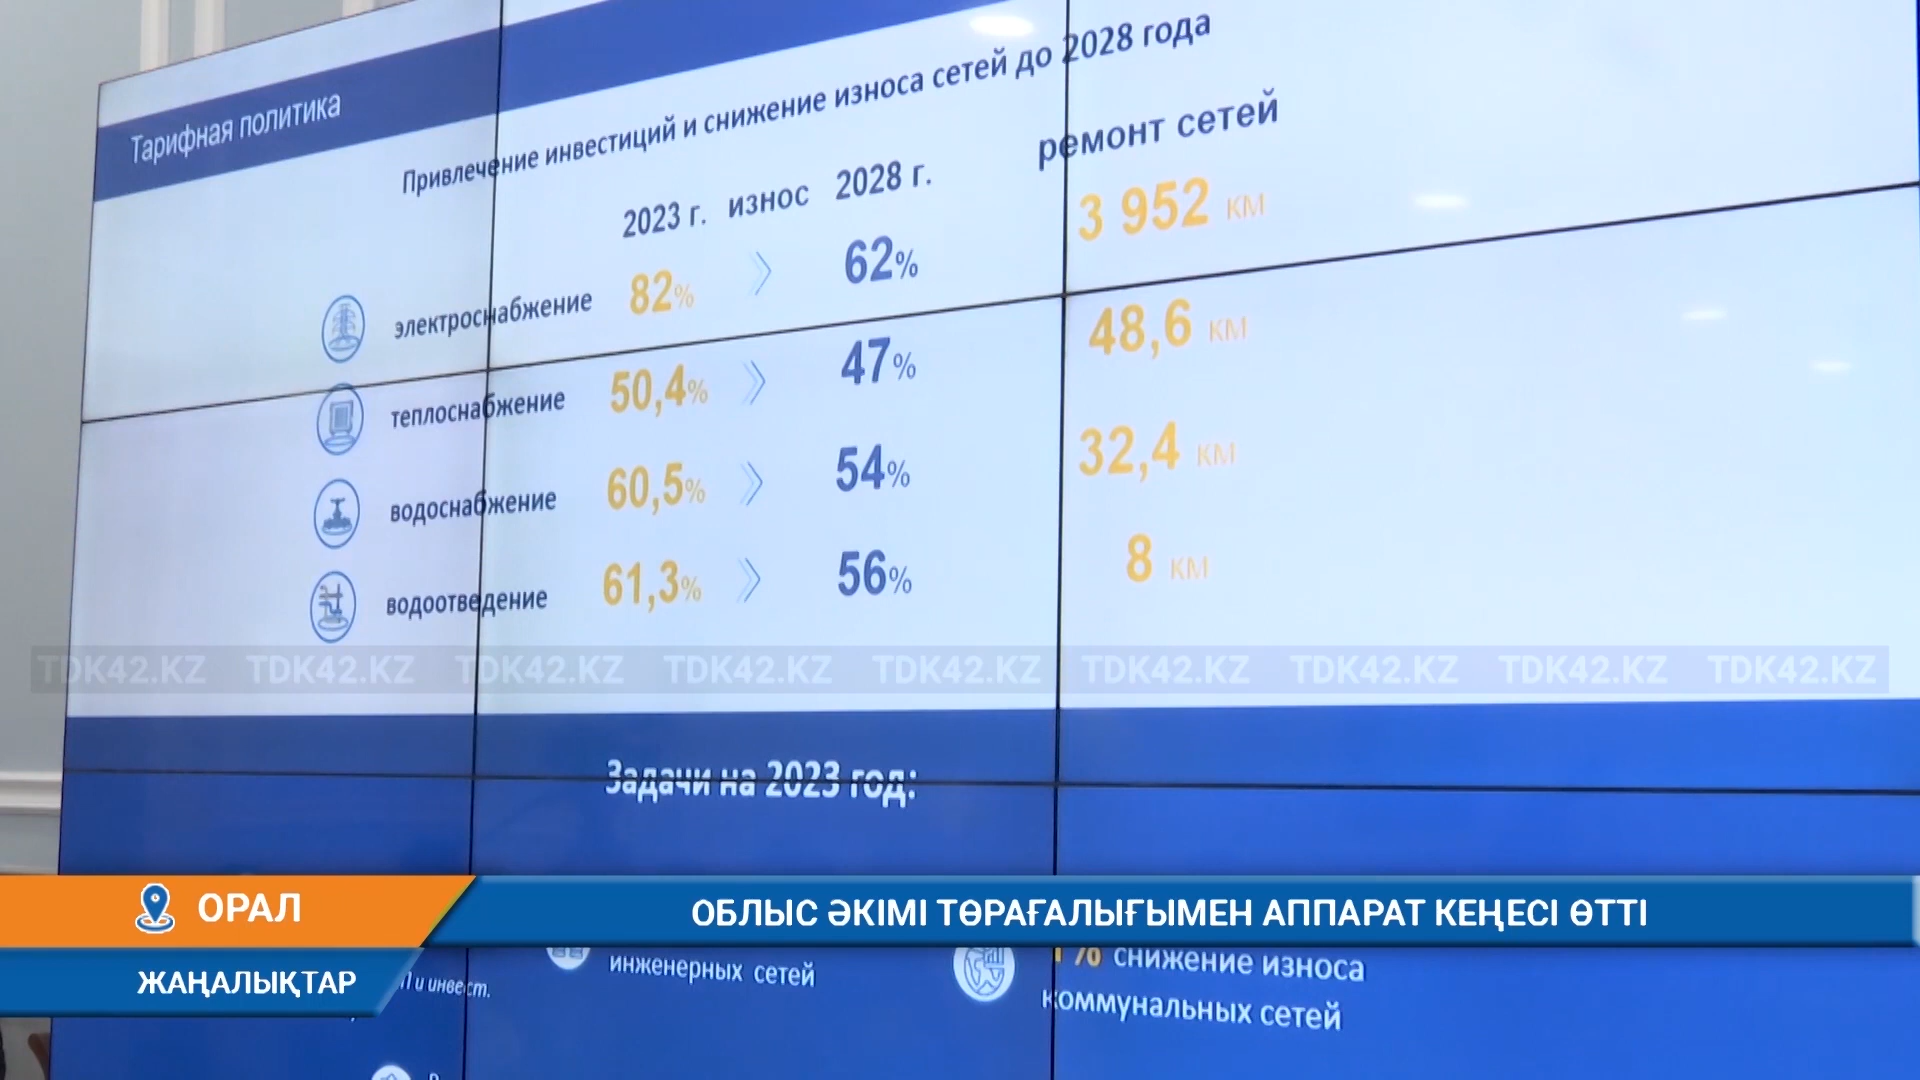 Тарифная политика
Привлечение инвестиций и снижение износа сетей до 2028 года
2023 г. износ 2028 г. ремонт сетей
электроснабжение 82% 62% 3 952 км
теплоснабжение 50,4% 47% 48,6 км
водоснабжение 60,5% 54% 32,4 км
водоотведение 61,3% 56% 8 км
TDK42.KZ TDK42.KZ TDK42.KZ TDK42.KZ TDK42.KZ TDK42.KZ TDK42.KZ TDK42.KZ TDK42.KZ
Задачи на 2023 год:
ОРАЛ
ОБЛЫС ӘКІМІ ТӨРАҒАЛЫҒЫМЕН АППАРАТ КЕҢЕСІ ӨТТІ
ЖАҢАЛЫҚТАР
и инвест.
инженерных сетей
% снижение износа
коммунальных сетей